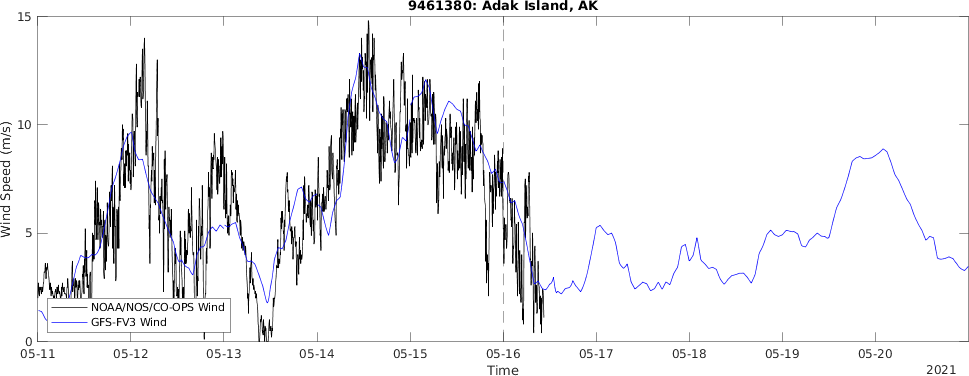 9461380: Adak Island, AK
15
10
5
0
Wind Speed (m/s)
NOAA/NOS/CO-OPS Wind
GFS-FV3 Wind
05-11 05-12 05-13 05-14 05-15 05-16 05-17 05-18 05-19 05-20
Time
2021